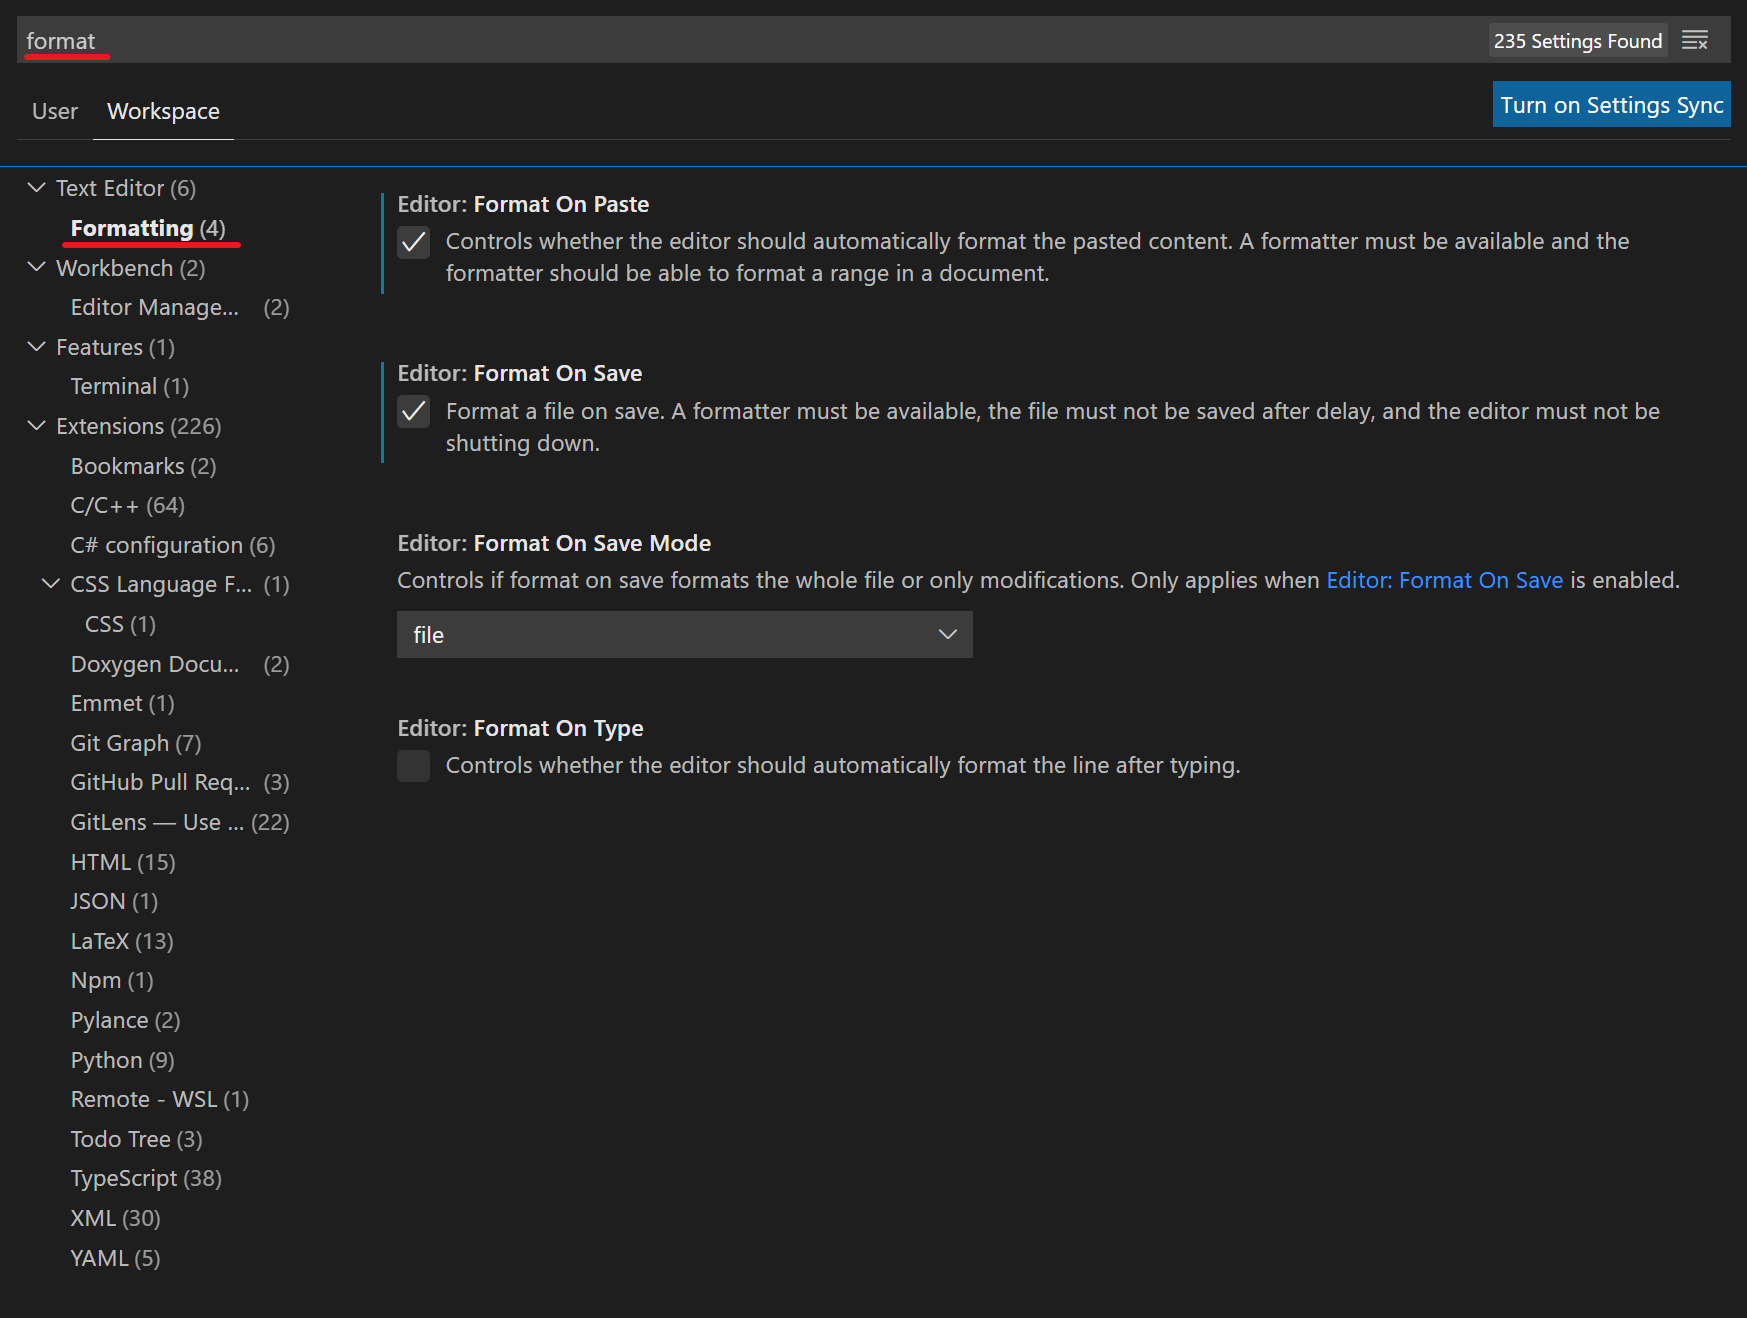 format
235 Settings Found
User
Workspace
Turn on Settings Sync
Text Editor (6)
Formatting (4)
Workbench (2)
Editor Manage... (2)
Features (1)
Terminal (1)
Extensions (226)
Bookmarks (2)
C/C++ (64)
C# configuration (6)
CSS Language F... (1)
CSS (1)
Doxygen Docu... (2)
Emmet (1)
Git Graph (7)
GitHub Pull Req... (3)
GitLens — Use ... (22)
HTML (15)
JSON (1)
LaTeX (13)
Npm (1)
Pylance (2)
Python (9)
Remote - WSL (1)
Todo Tree (3)
TypeScript (38)
XML (30)
YAML (5)
Editor: Format On Paste
Controls whether the editor should automatically format the pasted content. A formatter must be available and the
formatter should be able to format a range in a document.
Editor: Format On Save
Format a file on save. A formatter must be available, the file must not be saved after delay, and the editor must not be
shutting down.
Editor: Format On Save Mode
Controls if format on save formats the whole file or only modifications. Only applies when Editor: Format On Save is enabled.
file
Editor: Format On Type
Controls whether the editor should automatically format the line after typing.